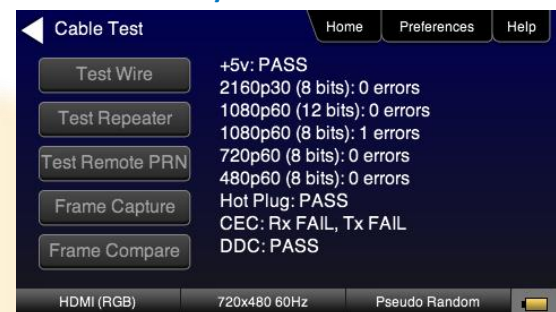 Cable Test
Home
Preferences
Help
Test Wire
Test Repeater
Test Remote PRN
Frame Capture
Frame Compare
+5v: PASS
2160p30 (8 bits): 0 errors
1080p60 (12 bits): 0 errors
1080p60 (8 bits): 1 errors
720p60 (8 bits): 0 errors
480p60 (8 bits): 0 errors
Hot Plug: PASS
CEC: Rx FAIL, Tx FAIL
DDC: PASS
HDMI (RGB)
720x480 60Hz
Pseudo Random